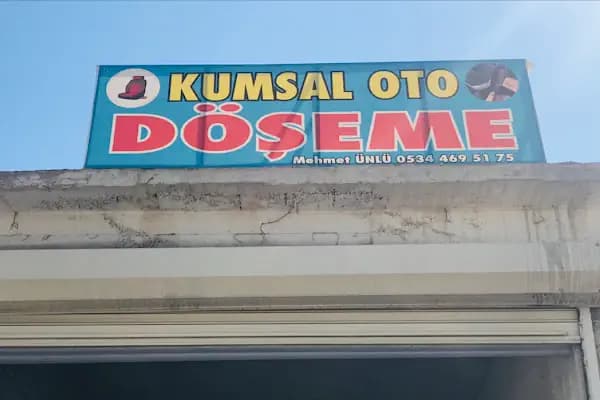 KUMSAL OTO
DÖŞEME
Mehmet ÜNLÜ 0534 469 51 75